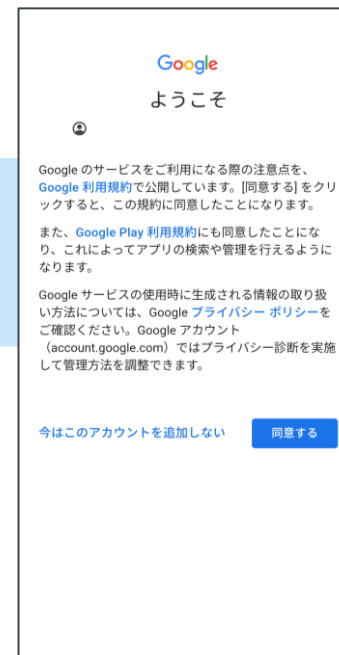 Google
ようこそ
Google のサービスをご利用になる際の注意点を、
Google 利用規約で公開しています。[同意する] をクリ
ックすると、この規約に同意したことになります。
また、Google Play 利用規約にも同意したことにな
り、これによってアプリの検索や管理を行えるように
なります。
Google サービスの使用時に生成される情報の取り扱
い方法については、Google プライバシー ポリシーを
ご確認ください。Google アカウント
（account.google.com）ではプライバシー診断を実施
して管理方法を調整できます。
今はこのアカウントを追加しない
同意する